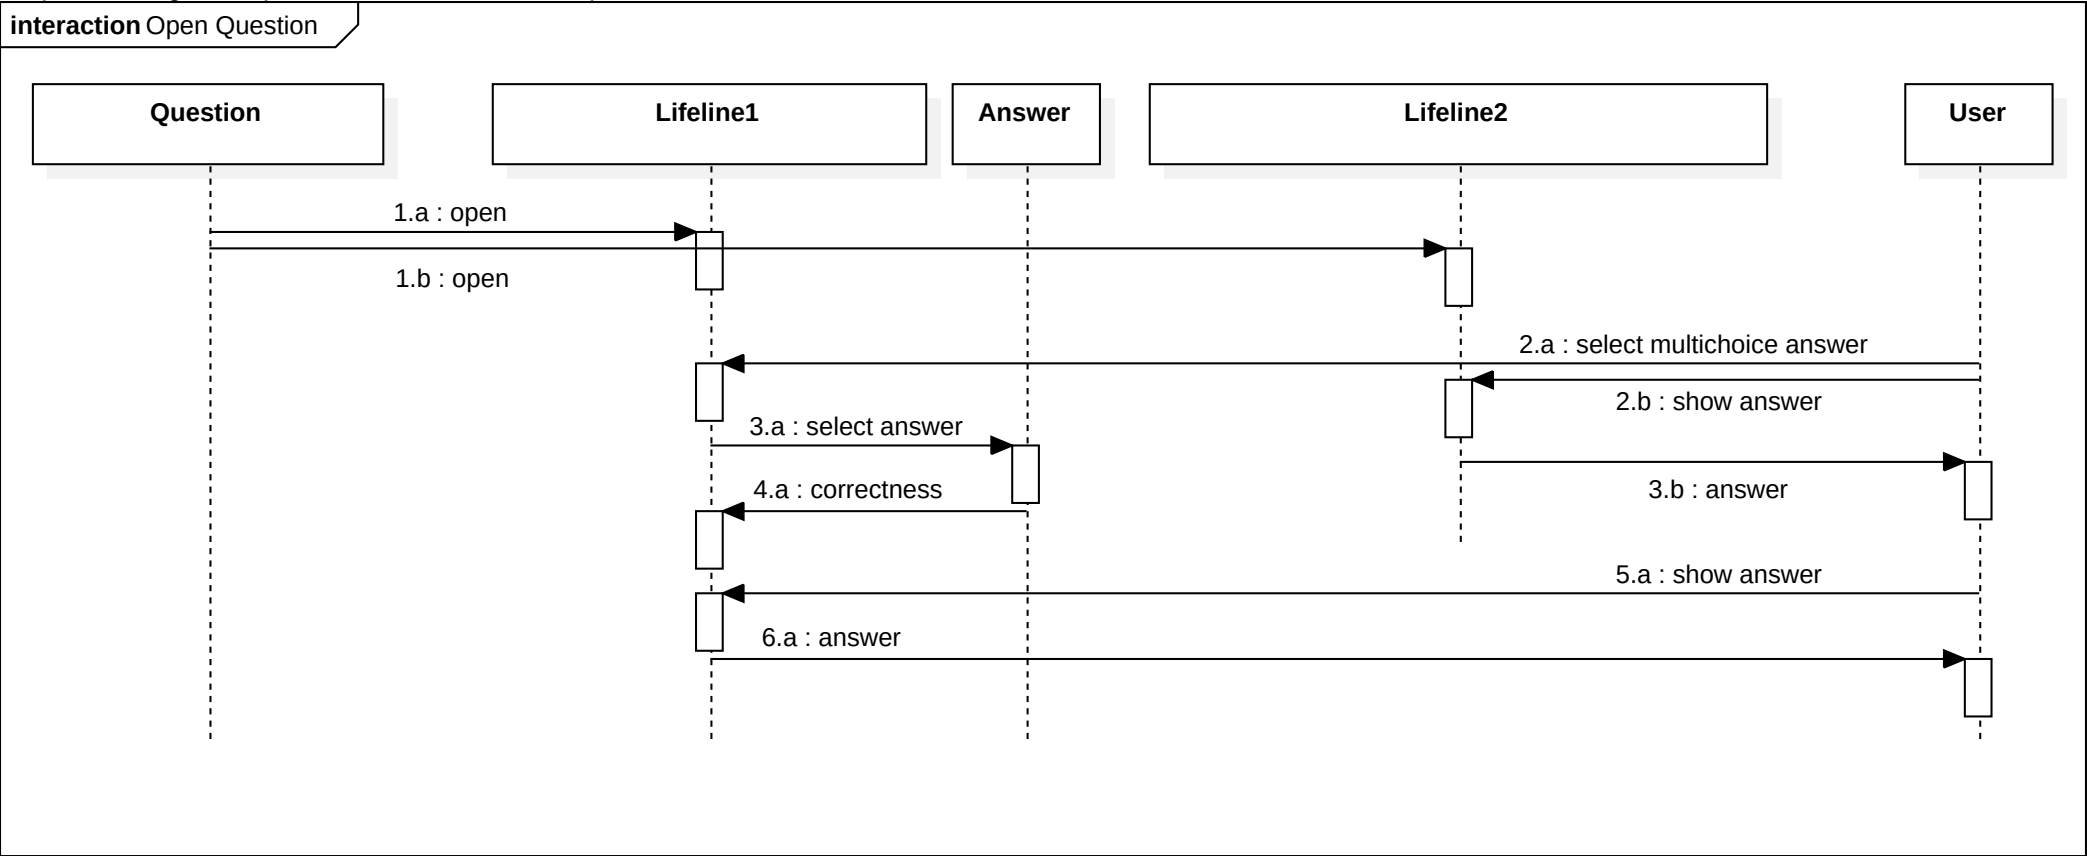 interaction Open Question
Question
Lifeline1
Answer
Lifeline2
User
1.a : open
1.b : open
2.a : select multichoice answer
2.b : show answer
3.a : select answer
3.b : answer
4.a : correctness
5.a : show answer
6.a : answer